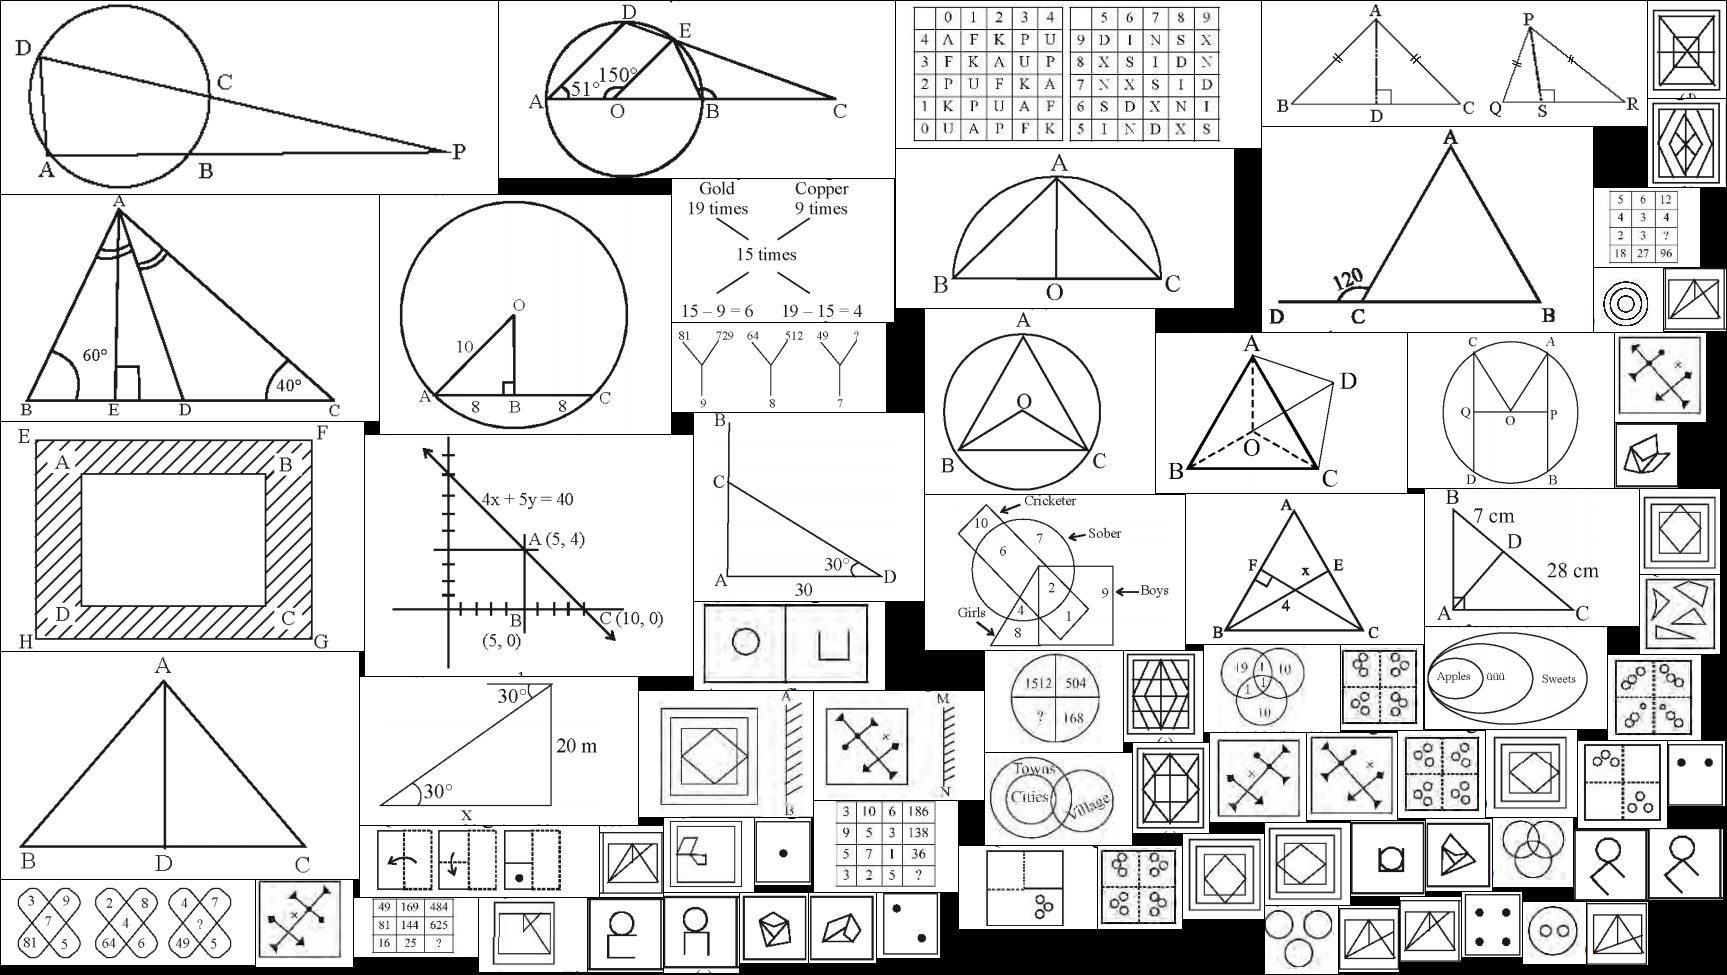 D
C
P
A
B
D
E
150°
51°
A
O
B
C
0 1 2 3 4
4 A F K P U
3 F K A U P
2 P U F K A
1 K P U A F
0 U A P F K
5 6 7 8 9
9 D I N S X
8 X S I D N
7 N X S I D
6 S D X N I
5 I N D X S
A
B
D
C
P
Q
S
R
A
60°
40°
B
E
D
C
O
10
A
8
B
8
C
Gold
Copper
19 times
9 times
15 times
15 – 9 = 6
19 – 15 = 4
81
729
64
512
49
?
9
8
7
A
B
O
C
A
120
D
C
B
5 6 12
4 3 4
2 3 ?
18 27 96
E
F
A
B
D
C
H
G
4x + 5y = 40
A (5, 4)
B
C (10, 0)
(5, 0)
B
C
30°
A
D
30
A
O
B
C
A
D
O
B
C
C
A
Q
O
P
D
B
Cricketer
10
7
Sober
6
2
9
Boys
Girls
4
1
8
A
F
x
E
4
B
C
B
7 cm
D
28 cm
A
C
A
B
D
C
30°
20 m
30°
x
A
B
M
N
1512
504
?
168
19
1
10
1
1
10
Apples
üüü
Sweets
Towns
Cities
Village
3 10 6 186
9 5 3 138
5 7 1 36
3 2 5 ?
3
9
7
81
5
2
8
4
64
6
4
7
?
49
5
49 169 484
81 144 625
16 25 ?